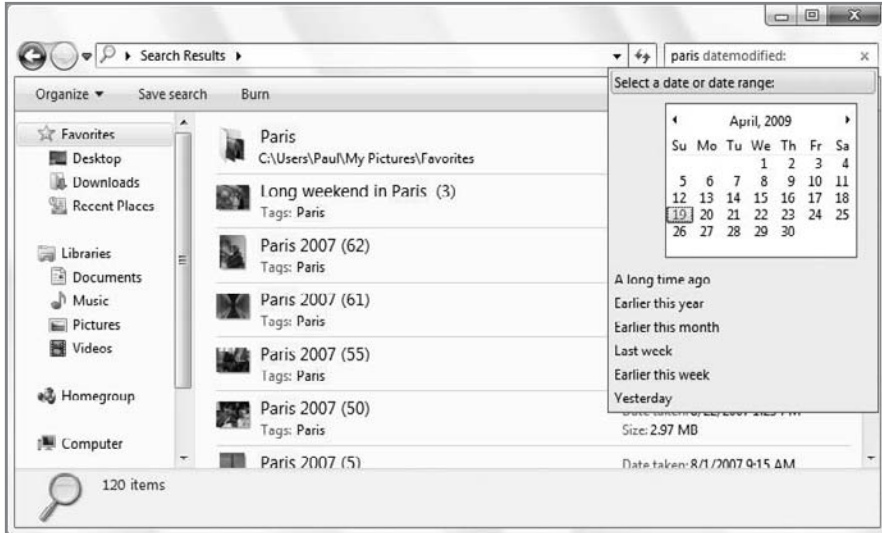 Search Results
paris datemodified:
Organize
Save search
Burn
Select a date or date range:
Favorites
Desktop
Downloads
Recent Places
Libraries
Documents
Music
Pictures
Videos
Homegroup
Computer
Paris
C:\Users\Paul\My Pictures\Favorites
Long weekend in Paris (3)
Tags: Paris
Paris 2007 (62)
Tags: Paris
Paris 2007 (61)
Tags: Paris
Paris 2007 (55)
Tags: Paris
Paris 2007 (50)
Tags: Paris
Paris 2007 (5)
April, 2009
Su Mo Tu We Th Fr Sa
1 2 3 4
5 6 7 8 9 10 11
12 13 14 15 16 17 18
19 20 21 22 23 24 25
26 27 28 29 30
A long time ago
Earlier this year
Earlier this month
Last week
Earlier this week
Yesterday
Size: 2.97 MB
Date taken: 8/1/2007 9:15 AM
120 items